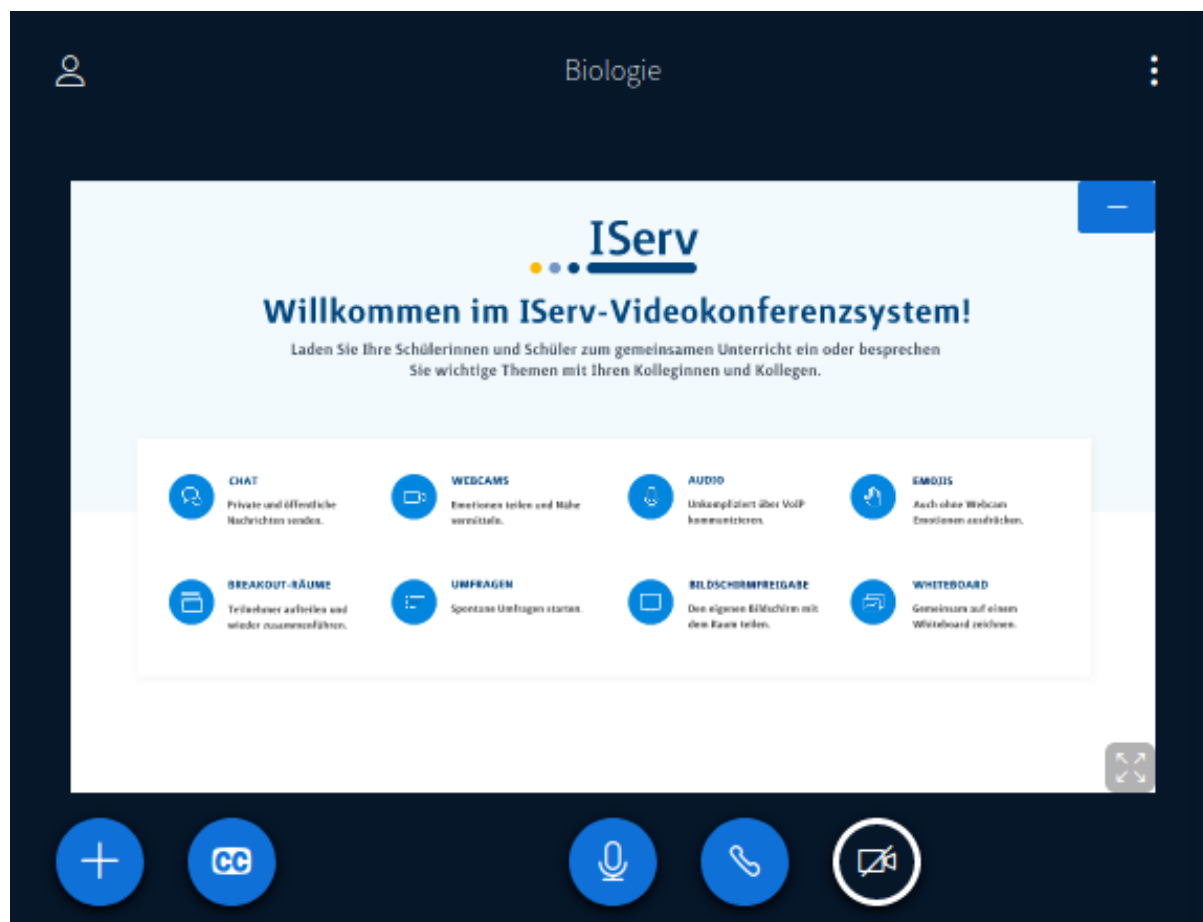 Biologie
IServ
Willkommen im IServ-Videokonferenzsystem!
Laden Sie Ihre Schülerinnen und Schüler zum gemeinsamen Unterricht ein oder besprechen
Sie wichtige Themen mit Ihren Kolleginnen und Kollegen.
CHAT
Private und öffentliche
Nachrichten senden.
WEBCAMS
Emotionen teilen und Nähe
vermitteln.
AUDIO
Unkompliziert über VoIP
kommunizieren.
EMOJIS
Auch ohne Webcam
Emotionen ausdrücken.
BREAKOUT-RÄUME
Teilnehmer aufteilen und
wieder zusammenführen.
UMFRAGEN
Spontane Umfragen starten.
BILDSCHIRMFREIGABE
Den eigenen Bildschirm mit
dem Raum teilen.
WHITEBOARD
Gemeinsam auf einem
Whiteboard zeichnen.
CC